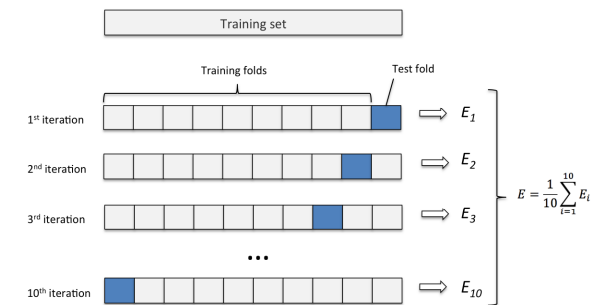 Training set
Training folds
Test fold
1st iteration
E1
2nd iteration
E2
3rd iteration
E3
E = 1/10 10∑i=1 Ei
...
10th iteration
E10